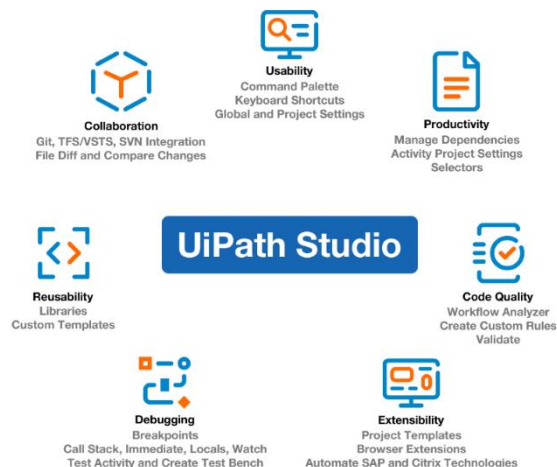 Usability
Command Palette
Keyboard Shortcuts
Global and Project Settings
Collaboration
Git, TFS/VSTS, SVN Integration
File Diff and Compare Changes
Productivity
Manage Dependencies
Activity Project Settings
Selectors
UiPath Studio
Reusability
Libraries
Custom Templates
Code Quality
Workflow Analyzer
Create Custom Rules
Validate
Debugging
Breakpoints
Call Stack, Immediate, Locals, Watch
Test Activity and Create Test Bench
Extensibility
Project Templates
Browser Extensions
Automate SAP and Citrix Technologies